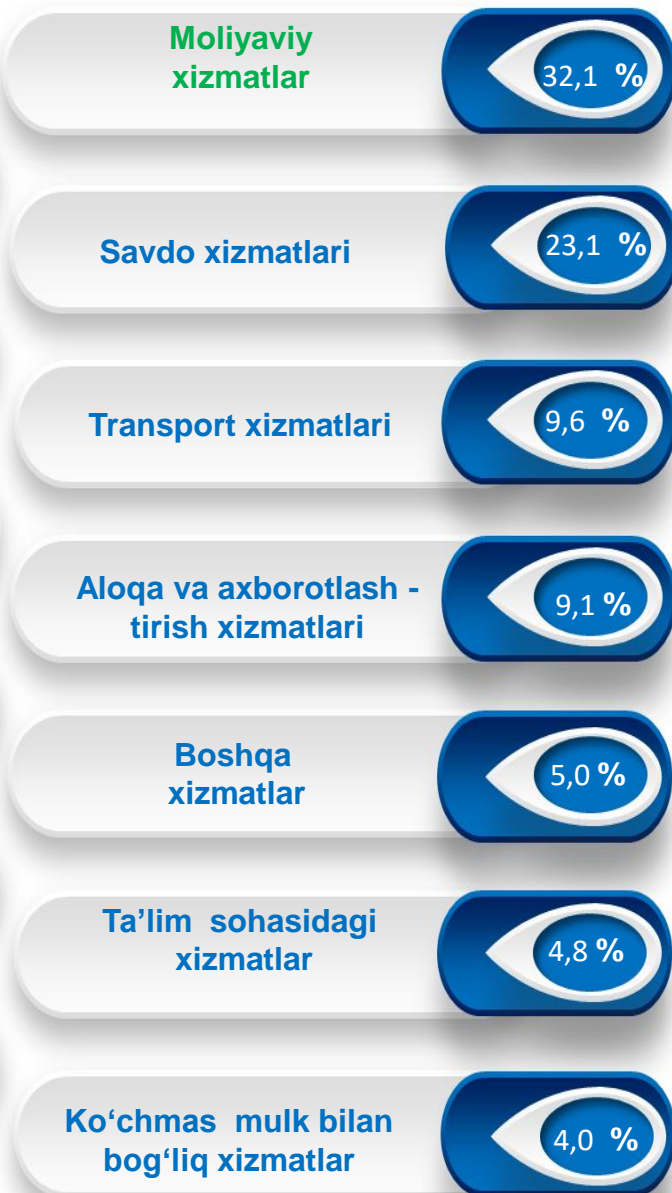 Moliyaviy
xizmatlar
32,1 %
Savdo xizmatlari
23,1 %
Transport xizmatlari
9,6 %
Aloqa va axborotlash -
tirish xizmatlari
9,1 %
Boshqa
xizmatlar
5,0 %
Ta’lim sohasidagi
xizmatlar
4,8 %
Ko‘chmas mulk bilan
bog‘liq xizmatlar
4,0 %